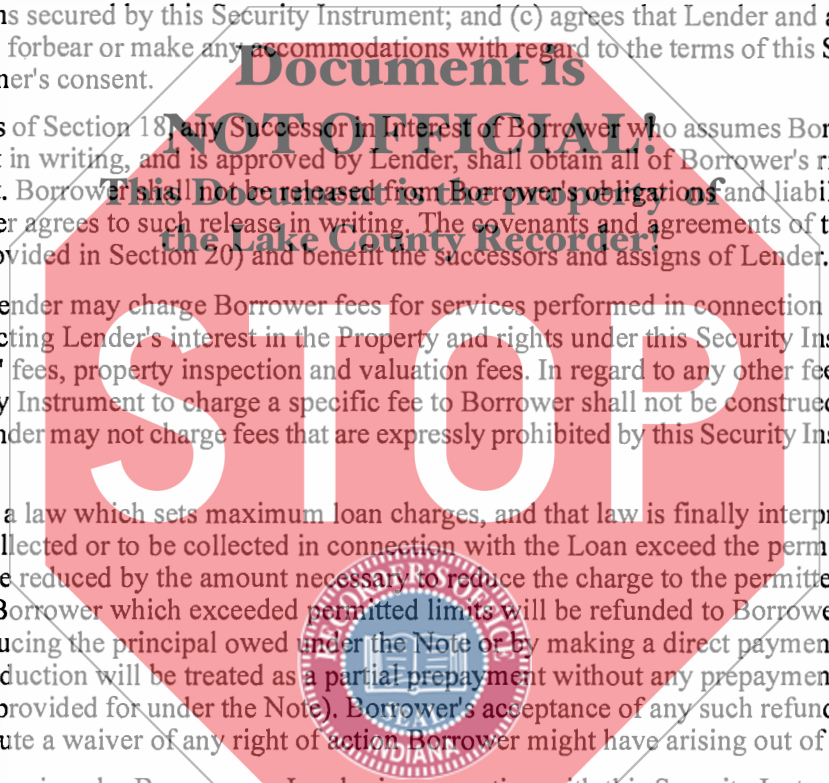 ns secured by this Security Instrument; and (c) agrees that Lender and a
forbear or make any accommodations with regard to the terms of this S
ner's consent.
Document is
NOT OFFICIAL!
This Document is the property of
the Lake County Recorder!
s of Section 18, any Successor in Interest of Borrower who assumes Bor
t in writing, and is approved by Lender, shall obtain all of Borrower's ri
t. Borrower shall not be released from Borrower's obligations and liabil
er agrees to such release in writing. The covenants and agreements of t
ovided in Section 20) and benefit the successors and assigns of Lender.
ender may charge Borrower fees for services performed in connection
cting Lender's interest in the Property and rights under this Security Ins
' fees, property inspection and valuation fees. In regard to any other fee
y Instrument to charge a specific fee to Borrower shall not be construed
nder may not charge fees that are expressly prohibited by this Security Ins
STOP
a law which sets maximum loan charges, and that law is finally interpr
llected or to be collected in connection with the Loan exceed the perm
e reduced by the amount necessary to reduce the charge to the permitte
Borrower which exceeded permitted limits will be refunded to Borrowe
ucing the principal owed under the Note or by making a direct paymen
duction will be treated as a partial prepayment without any prepaymen
provided for under the Note). Borrower's acceptance of any such refund
ute a waiver of any right of action Borrower might have arising out of
RECORDER'S OFFICE
SEAL
INDIANA